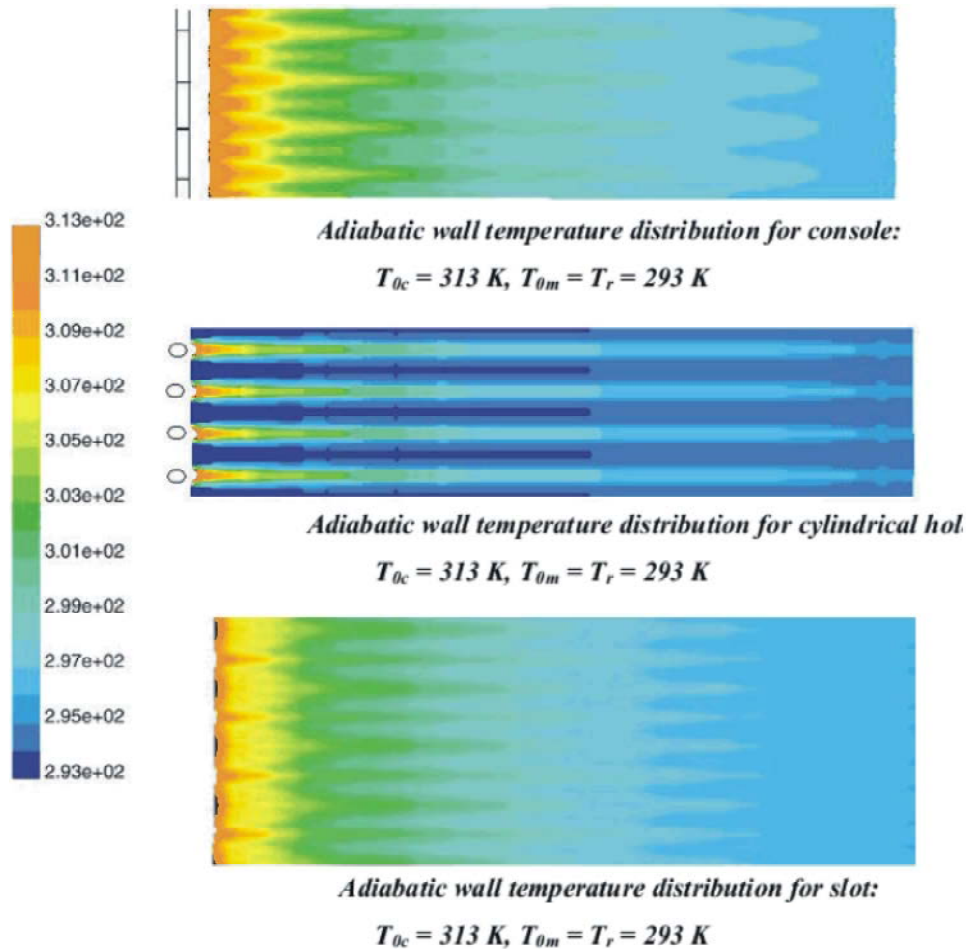 Adiabatic wall temperature distribution for console:
T0c = 313 K, T0m = Tr = 293 K
3.13e+02
3.11e+02
3.09e+02
3.07e+02
3.05e+02
3.03e+02
3.01e+02
2.99e+02
2.97e+02
2.95e+02
2.93e+02
Adiabatic wall temperature distribution for cylindrical hol
T0c = 313 K, T0m = Tr = 293 K
Adiabatic wall temperature distribution for slot:
T0c = 313 K, T0m = Tr = 293 K